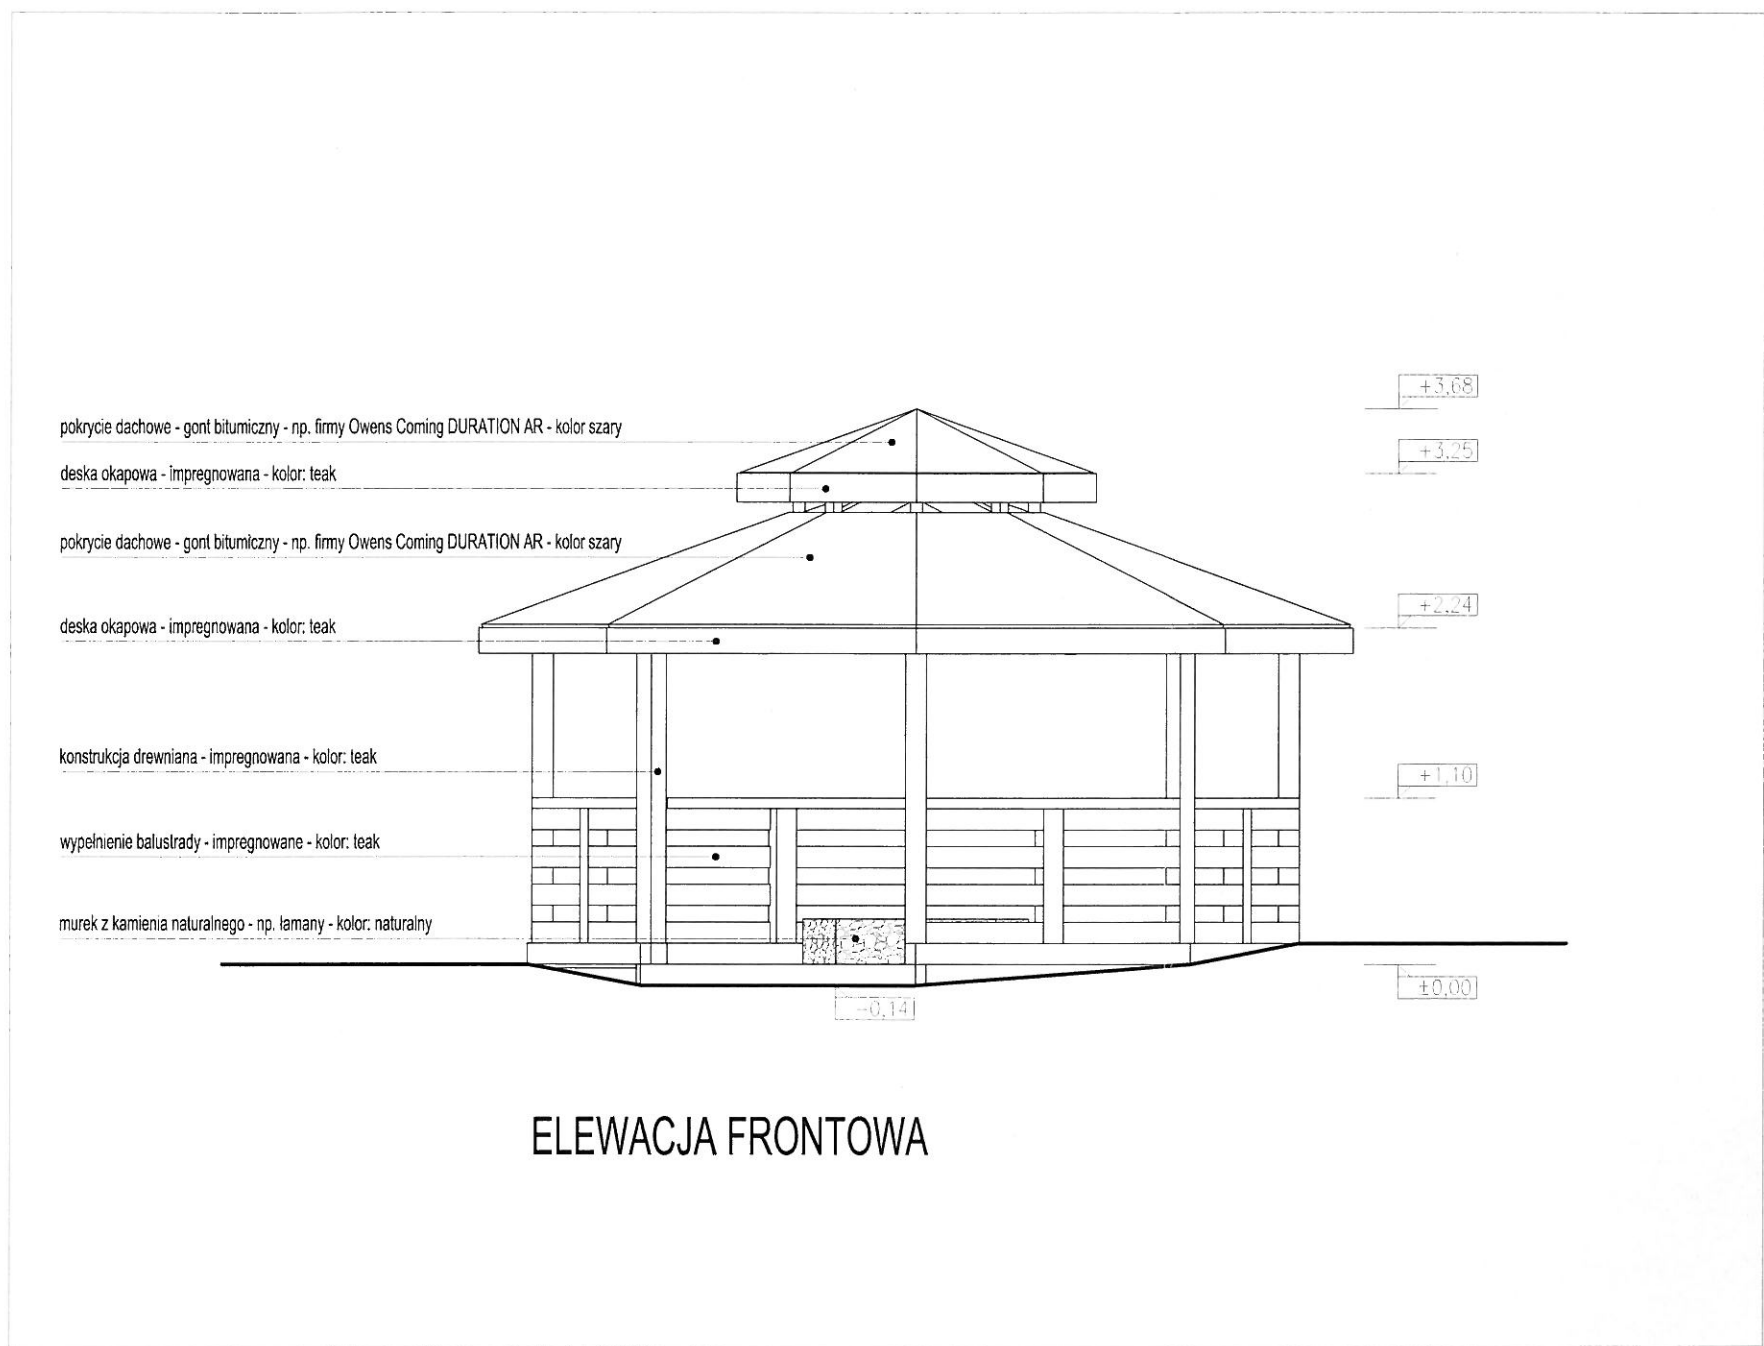 +3,68
pokrycie dachowe - gont bitumiczny - np. firmy Owens Corning DURATION AR - kolor szary
+3,25
deska okapowa - impregnowana - kolor: teak
pokrycie dachowe - gont bitumiczny - np. firmy Owens Corning DURATION AR - kolor szary
+2,24
deska okapowa - impregnowana - kolor: teak
konstrukcja drewniana - impregnowana - kolor: teak
+1,10
wypełnienie balustrady - impregnowane - kolor: teak
murek z kamienia naturalnego - np. łamany - kolor: naturalny
±0,00
-0,14
ELEWACJA FRONTOWA